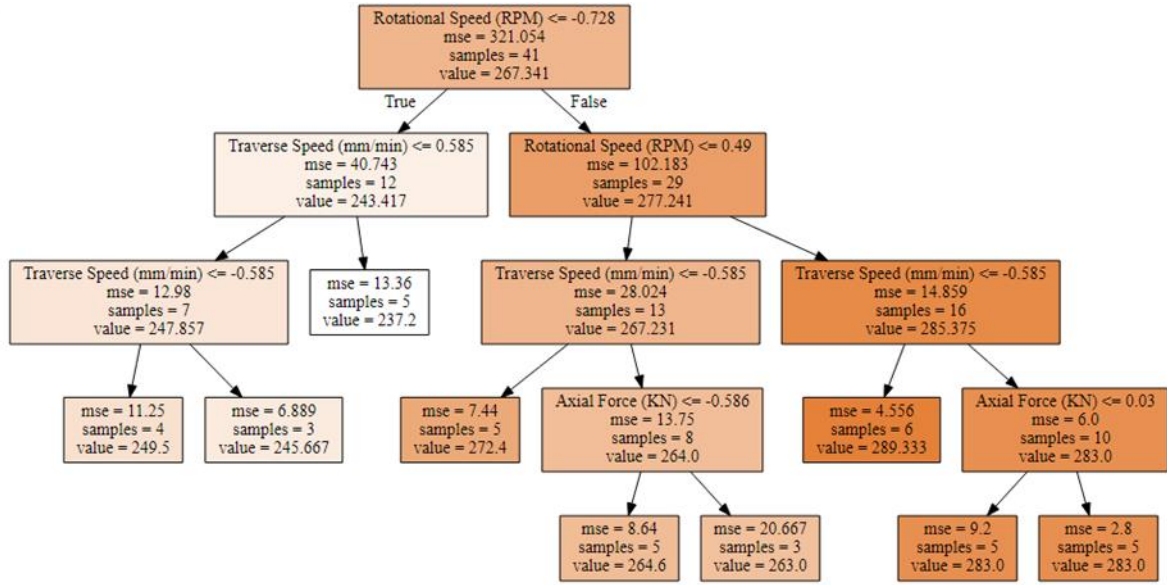 Rotational Speed (RPM) <= -0.728
mse = 321.054
samples = 41
value = 267.341
True
False
Traverse Speed (mm/min) <= 0.585
mse = 40.743
samples = 12
value = 243.417
Rotational Speed (RPM) <= 0.49
mse = 102.183
samples = 29
value = 277.241
Traverse Speed (mm/min) <= -0.585
mse = 12.98
samples = 7
value = 247.857
mse = 13.36
samples = 5
value = 237.2
Traverse Speed (mm/min) <= -0.585
mse = 28.024
samples = 13
value = 267.231
Traverse Speed (mm/min) <= -0.585
mse = 14.859
samples = 16
value = 285.375
mse = 11.25
samples = 4
value = 249.5
mse = 6.889
samples = 3
value = 245.667
mse = 7.44
samples = 5
value = 272.4
Axial Force (KN) <= -0.586
mse = 13.75
samples = 8
value = 264.0
mse = 4.556
samples = 6
value = 289.333
Axial Force (KN) <= 0.03
mse = 6.0
samples = 10
value = 283.0
mse = 8.64
samples = 5
value = 264.6
mse = 20.667
samples = 3
value = 263.0
mse = 9.2
samples = 5
value = 283.0
mse = 2.8
samples = 5
value = 283.0